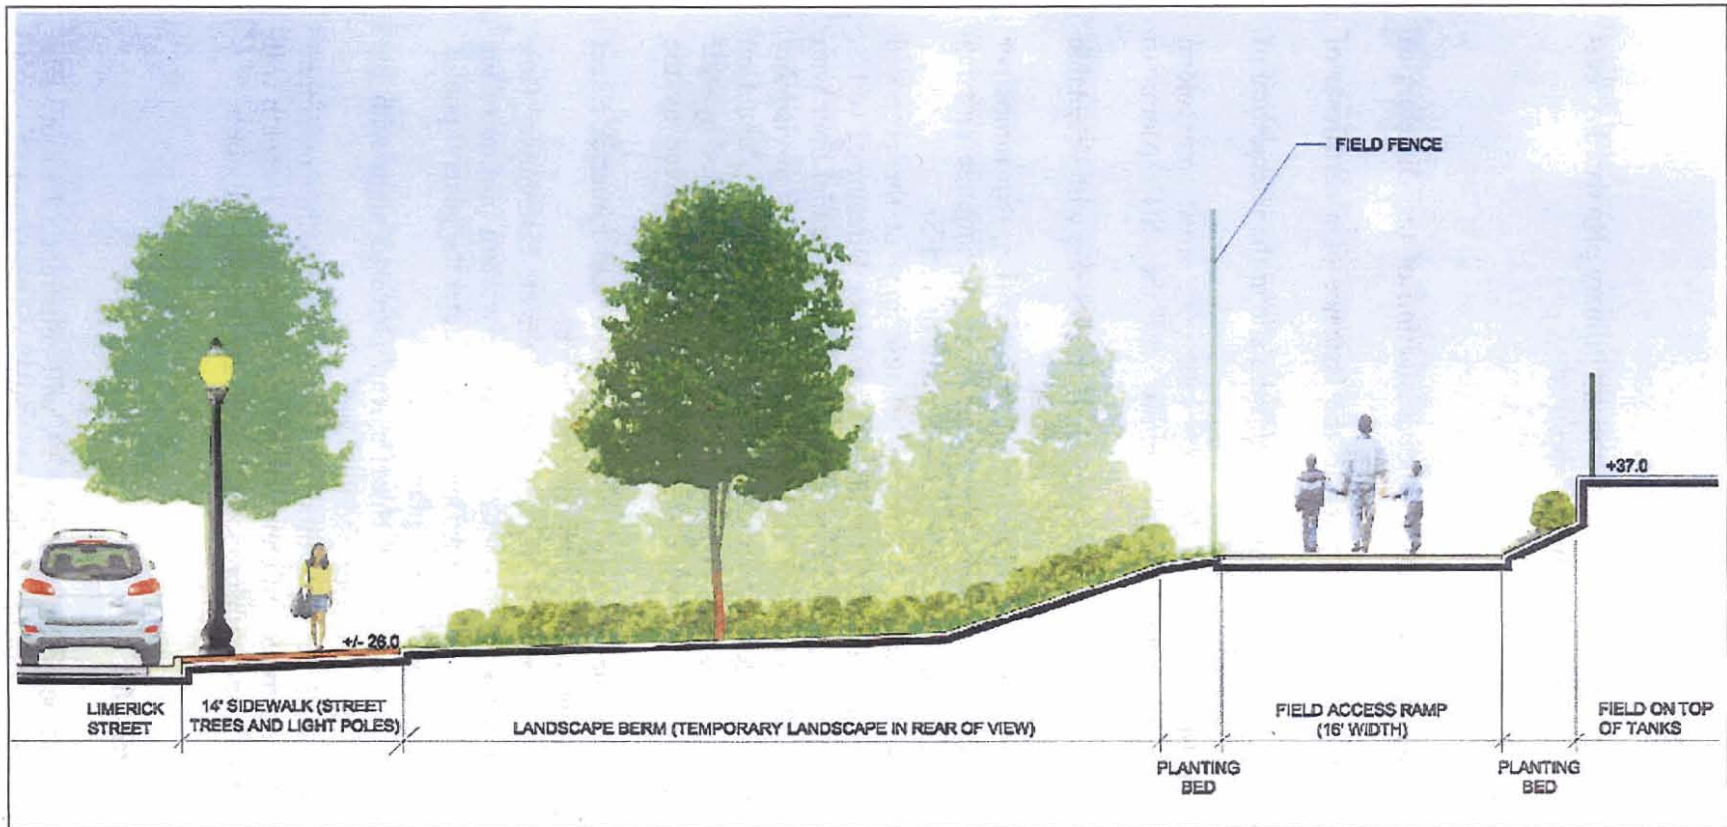 FIELD FENCE
+37.0
+/- 26.0
LIMERICK
STREET
14' SIDEWALK (STREET
TREES AND LIGHT POLES)
LANDSCAPE BERM (TEMPORARY LANDSCAPE IN REAR OF VIEW)
PLANTING
BED
FIELD ACCESS RAMP
(16' WIDTH)
PLANTING
BED
FIELD ON TOP
OF TANKS